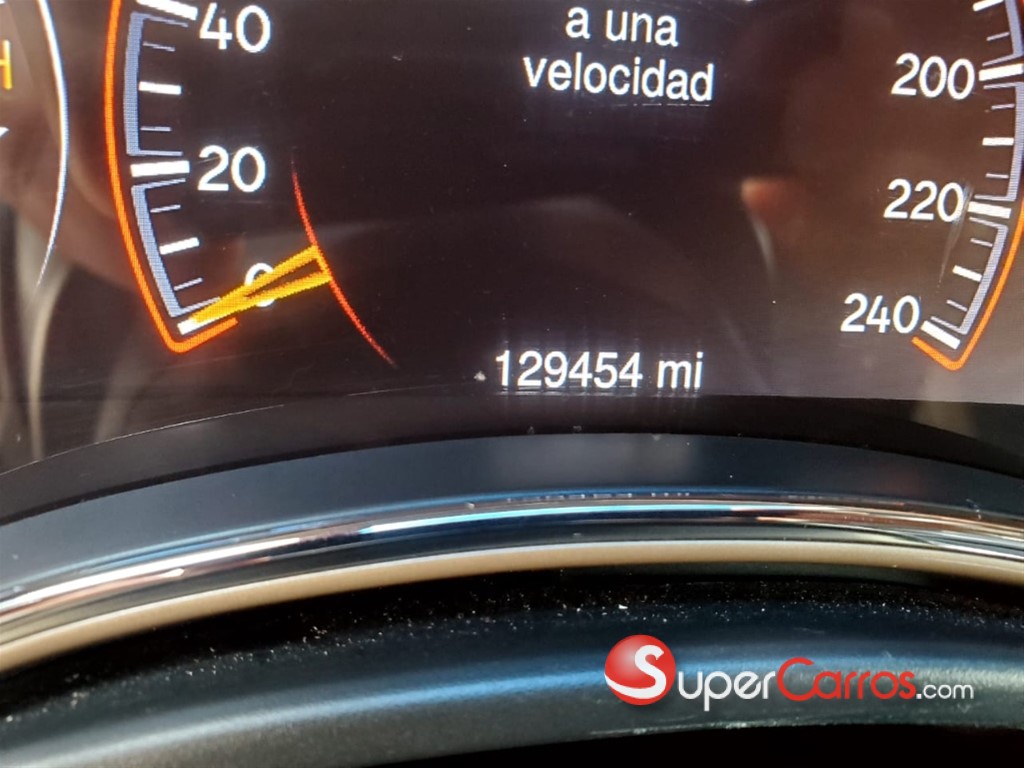 a una
velocidad
40
20
0
200
220
240
129454 mi
H
SuperCarros.com